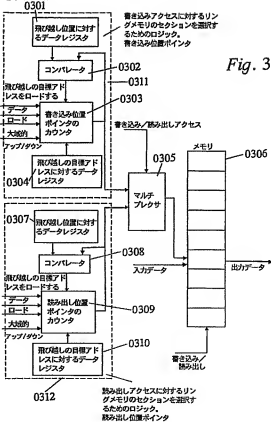 0301
飛び越し位置に対す
るデータレジスタ
書き込みアクセスに対するリン
グメモリのセクションを選択す
るためのロジック。
書き込み位置ポインタ
0302
コンパレータ
0311
Fig. 3
飛び越しの目標アド
レスをロードする
0303
データ
ロード
大域的
アップ/ダウン
書き込み位置
ポインタの
カウンタ
書き込み/読み出しアクセス
0304
飛び越しの目標アド
レスに対するデータ
レジスタ
0305
マルチ
プレクサ
メモリ
0306
0307
飛び越し位置に対す
るデータレジスタ
0308
コンパレータ
飛び越しの目標アド
レスをロードする
入力データ
出力データ
データ
ロード
大域的
アップ/ダウン
読み出し位置
ポインタの
カウンタ
0309
飛び越しの目標アド
レスに対するデータ
レジスタ
0310
書き込み/
読み出し
0312
読み出しアクセスに対するリン
グメモリのセクションを選択す
るためのロジック。
読み出し位置ポインタ